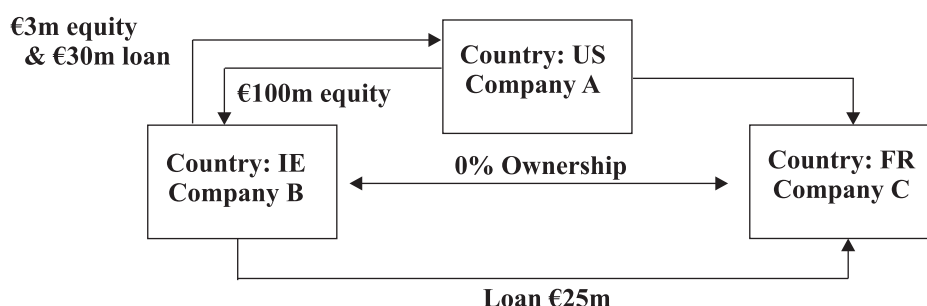 €3m equity
& €30m loan
Country: US
Company A
€100m equity
Country: IE
Company B
0% Ownership
Country: FR
Company C
Loan €25m